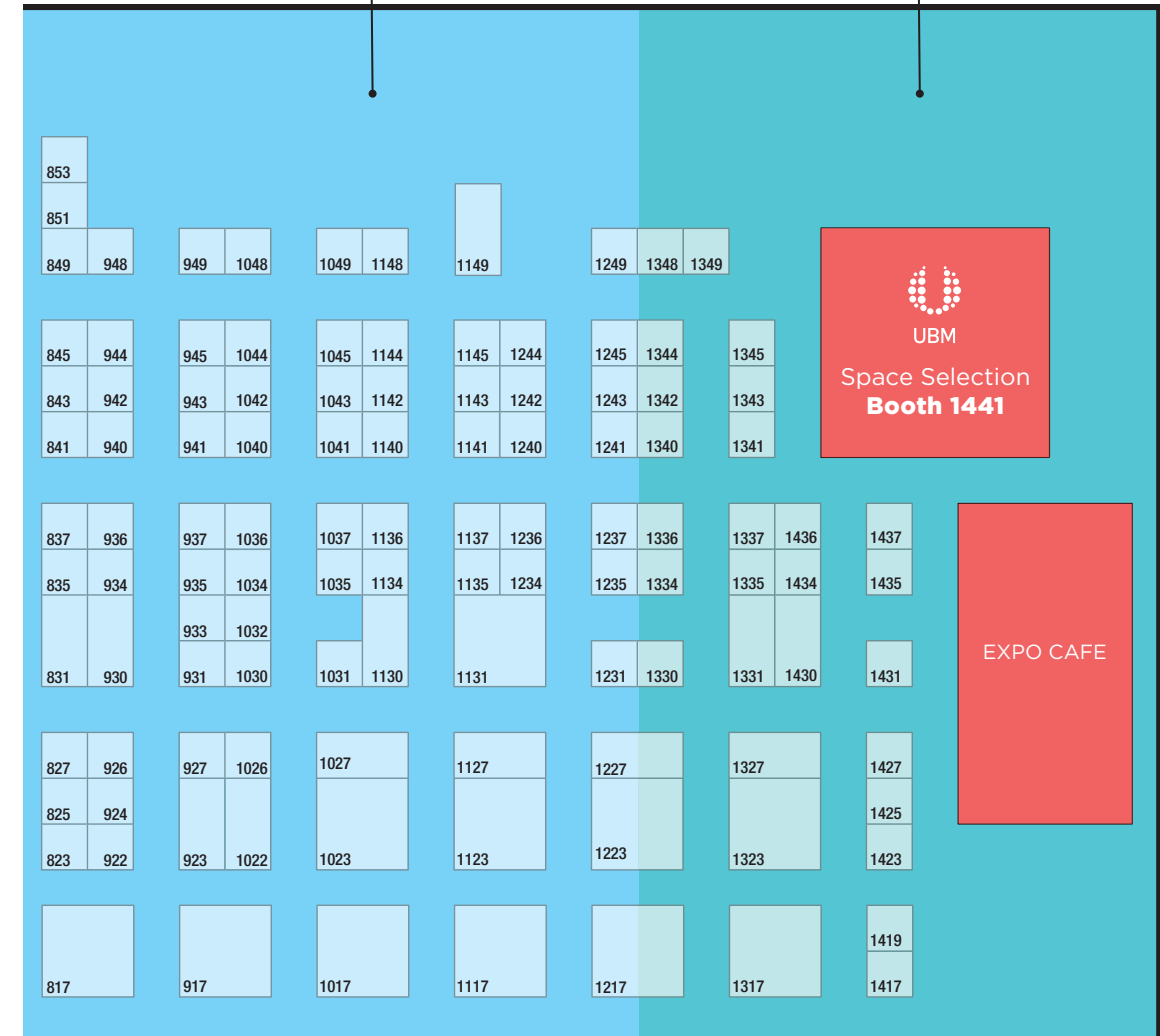 853
851
849 948 949 1048 1049 1148 1149 1249 1348 1349
UBM
Space Selection
Booth 1441
845 944 945 1044 1045 1144 1145 1244 1245 1344 1345
843 942 943 1042 1043 1142 1143 1242 1243 1342 1343
841 940 941 1040 1041 1140 1141 1240 1241 1340 1341
837 936 937 1036 1037 1136 1137 1236 1237 1336 1337 1436 1437
835 934 935 1034 1035 1134 1135 1234 1235 1334 1335 1434 1435
933 1032
EXPO CAFE
831 930 931 1030 1031 1130 1131 1231 1330 1331 1430 1431
827 926 927 1026 1027 1127 1227 1327 1427
825 924 1425
823 922 923 1022 1023 1123 1223 1323 1423
1419
817 917 1017 1117 1217 1317 1417